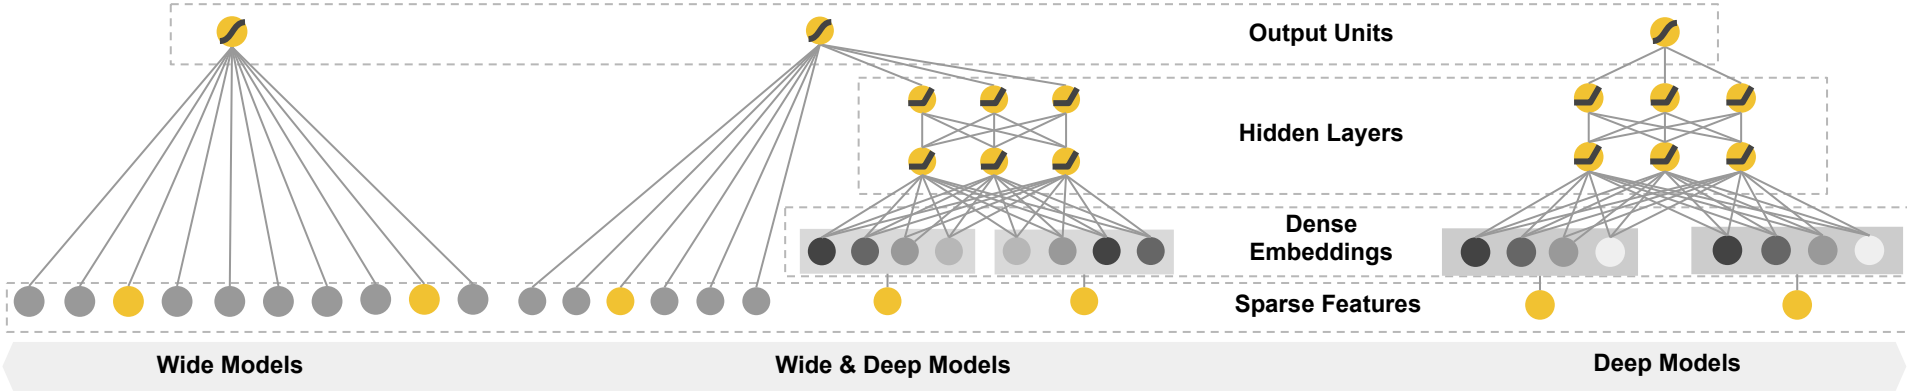 Output Units
Hidden Layers
Dense
Embeddings
Sparse Features
Wide Models
Wide & Deep Models
Deep Models